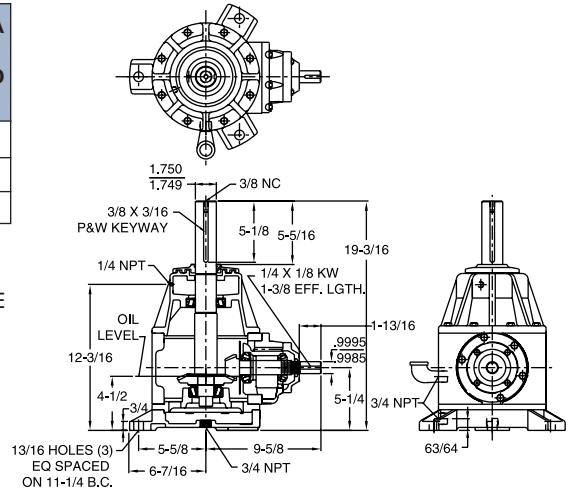 A
D
1.750
1.749
3/8 NC
3/8 X 3/16
P&W KEYWAY
5-1/8
5-5/16
19-3/16
1/4 NPT
1/4 X 1/8 KW
1-3/8 EFF. LGTH.
E
OIL
LEVEL
1-13/16
12-3/16
.9995
.9985
4-1/2
5-1/4
3/4
3/4 NPT
63/64
13/16 HOLES (3)
EQ SPACED
ON 11-1/4 B.C.
5-5/8
9-5/8
6-7/16
3/4 NPT